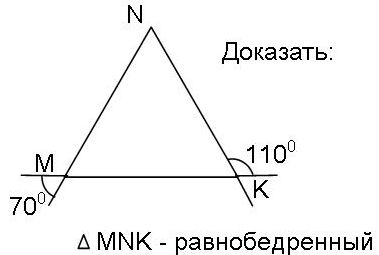 N
Доказать:
M
110⁰
70⁰
K
Δ MNK - равнобедренный